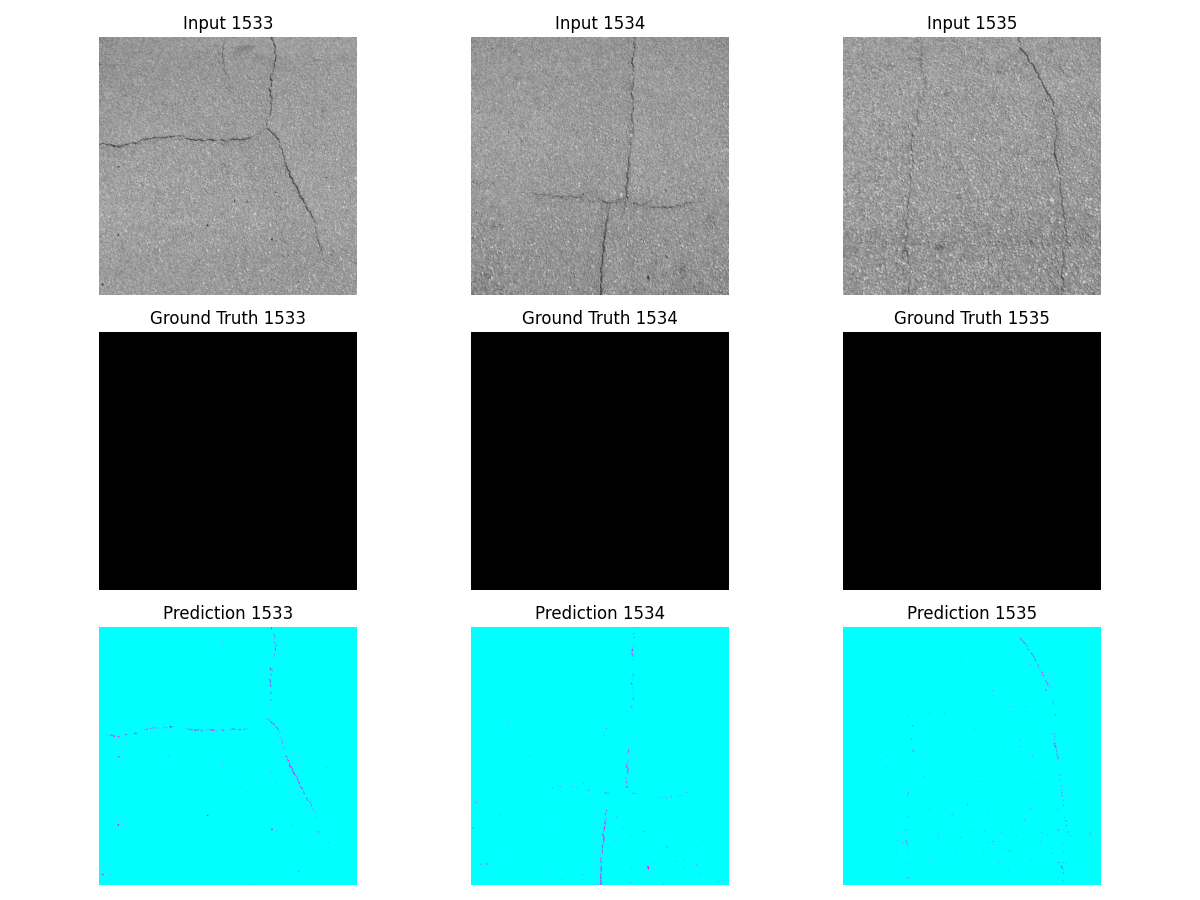 Input 1533
Input 1534
Input 1535
Ground Truth 1533
Ground Truth 1534
Ground Truth 1535
Prediction 1533
Prediction 1534
Prediction 1535